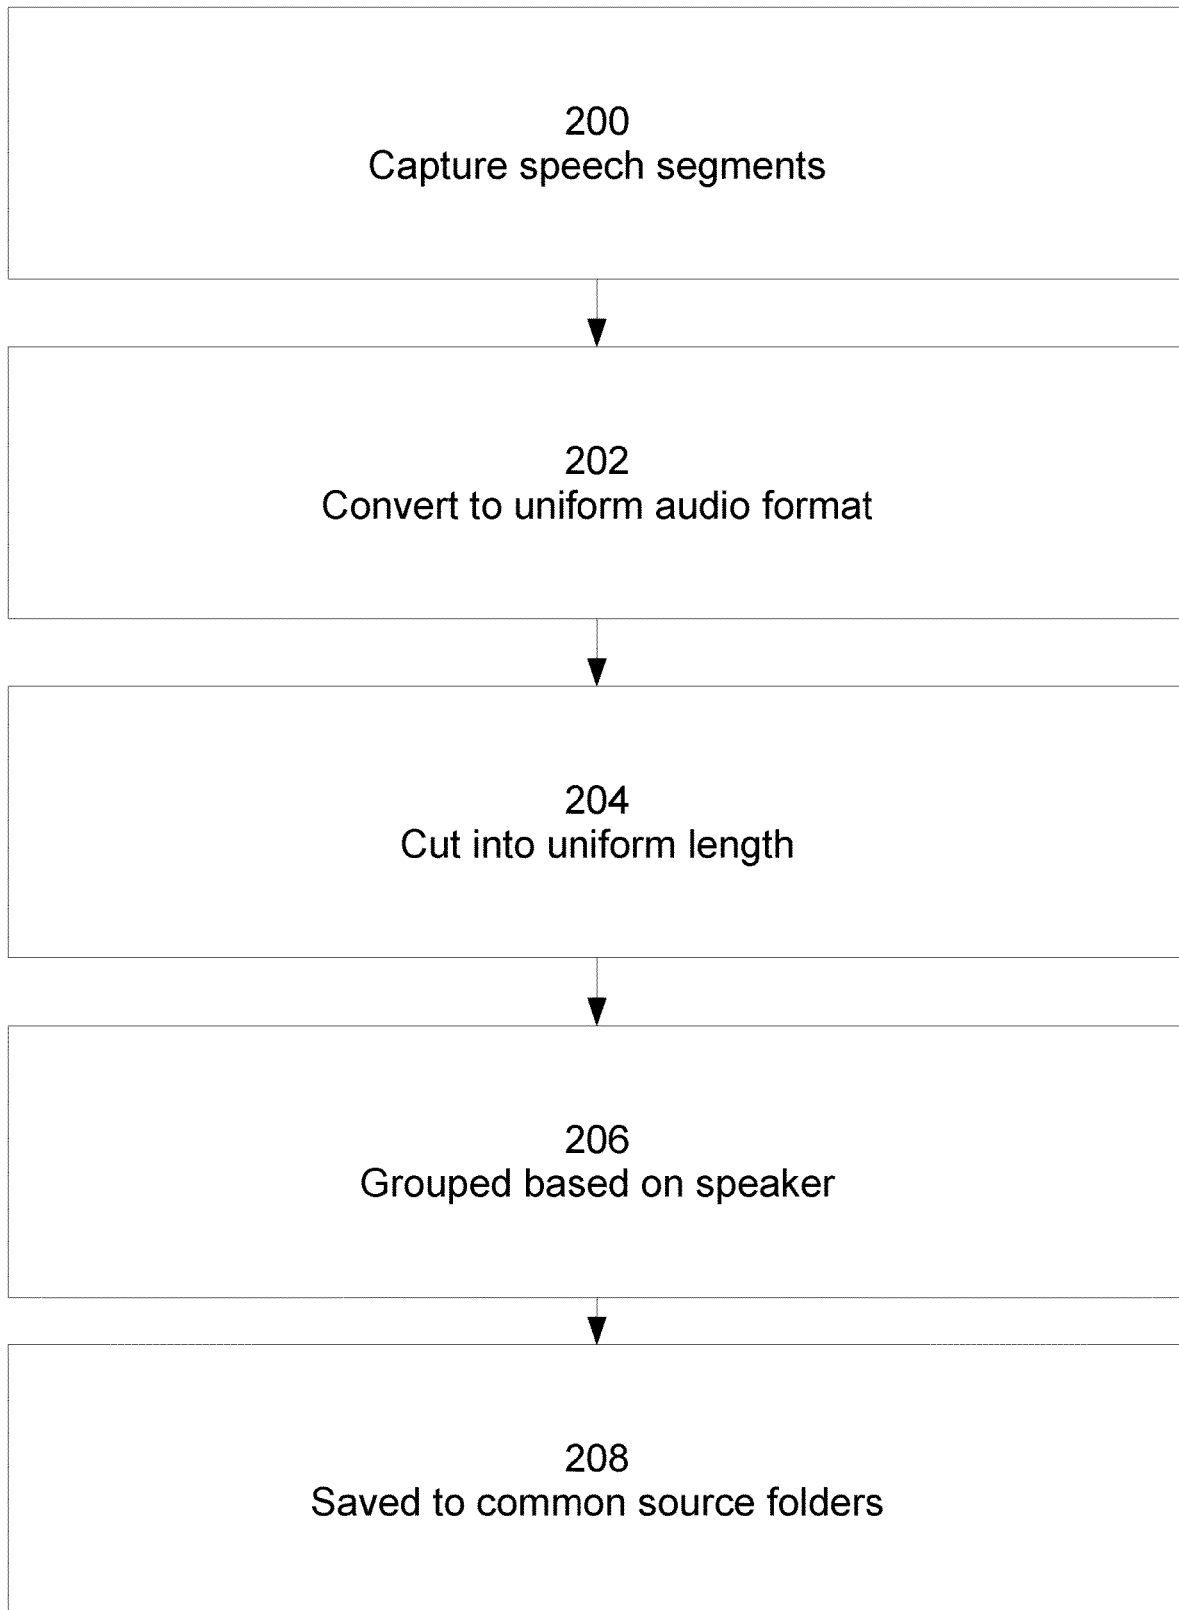 200
Capture speech segments
202
Convert to uniform audio format
204
Cut into uniform length
206
Grouped based on speaker
208
Saved to common source folders